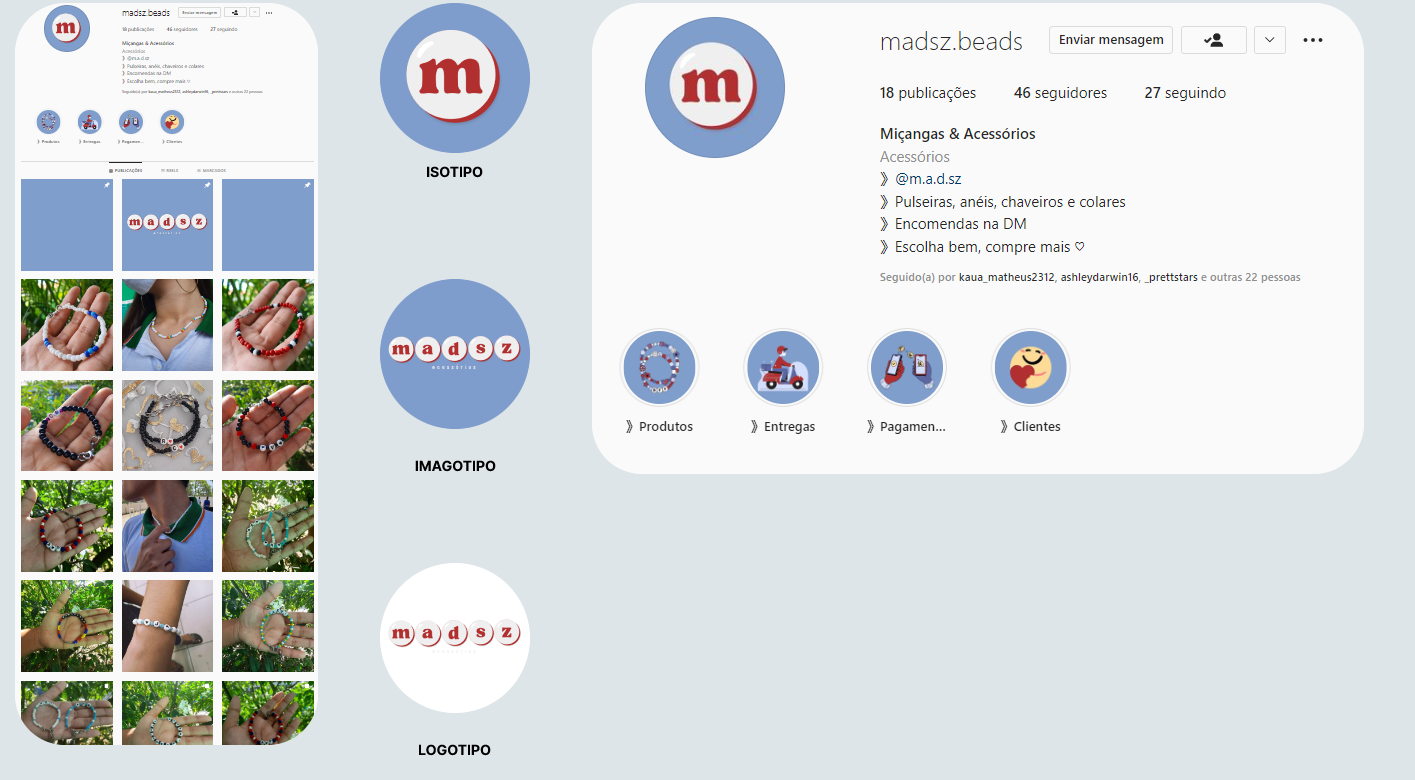 m
madsz.beads
Enviar mensagem
18 publicações 46 seguidores 27 seguindo
Miçangas & Acessórios
Acessórios
》 @m.a.d.sz
》 Pulseiras, anéis, chaveiros e colares
》 Encomendas na DM
》 Escolha bem, compre mais ♡
Seguido(a) por kaua_matheus2312, ashleydarwin16, _prettstars e outras 22 pessoas
》 Produtos 》 Entregas 》 Pagamen... 》 Clientes
PUBLICAÇÕES REELS MARCADOS
madsz
m
ISOTIPO
madsz
acessórios
IMAGOTIPO
madsz
LOGOTIPO
m
madsz.beads
Enviar mensagem
18 publicações 46 seguidores 27 seguindo
Miçangas & Acessórios
Acessórios
》 @m.a.d.sz
》 Pulseiras, anéis, chaveiros e colares
》 Encomendas na DM
》 Escolha bem, compre mais ♡
Seguido(a) por kaua_matheus2312, ashleydarwin16, _prettstars e outras 22 pessoas
》 Produtos 》 Entregas 》 Pagamen... 》 Clientes